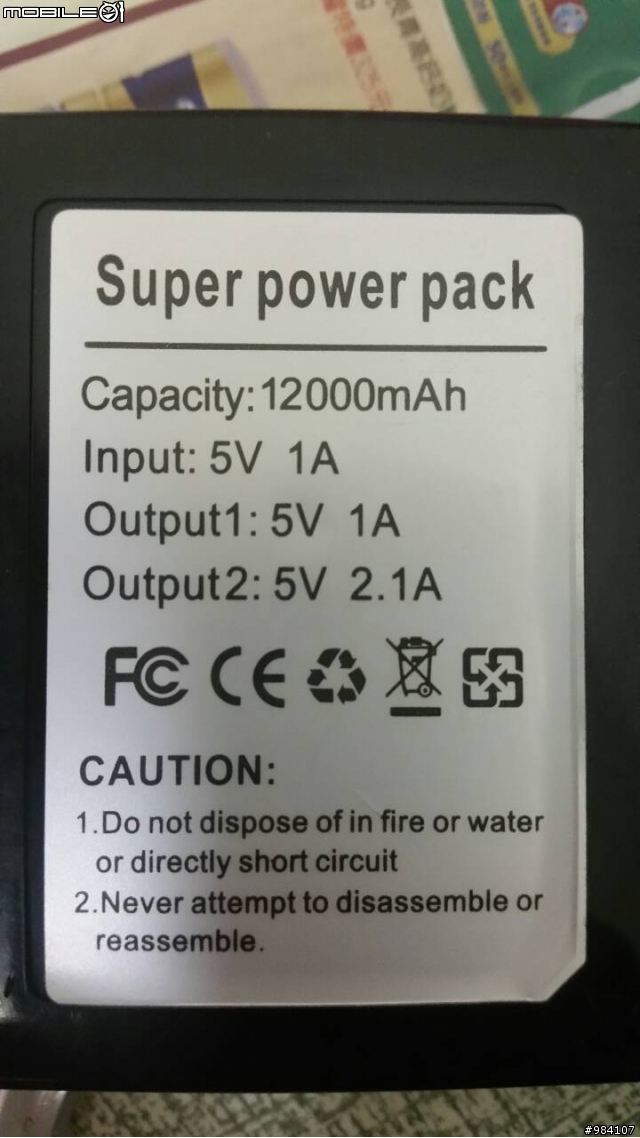 MOBILE01
Super power pack
Capacity:12000mAh
Input: 5V 1A
Output1: 5V 1A
Output2: 5V 2.1A
FC CE
CAUTION:
1.Do not dispose of in fire or water
or directly short circuit
2.Never attempt to disassemble or
reassemble.
#984107